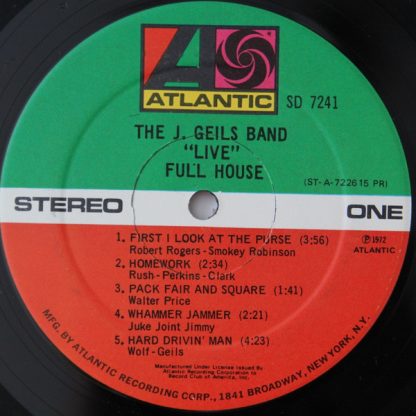 ATLANTIC
SD 7241
THE J. GEILS BAND
“LIVE”
FULL HOUSE
(ST-A-722615 PR)
STEREO
ONE
1. FIRST I LOOK AT THE PURSE (3:56)
Robert Rogers-Smokey Robinson
℗1972
ATLANTIC
2. HOMEWORK (2:34)
Rush-Perkins-Clark
3. PACK FAIR AND SQUARE (1:41)
Walter Price
4. WHAMMER JAMMER (2:21)
Juke Joint Jimmy
5. HARD DRIVIN' MAN (4:23)
Wolf-Geils
Manufactured Under License Issued By
Atlantic Recording Corporation to
Record Club of America, Inc.
MFG. BY ATLANTIC RECORDING CORP., 1841 BROADWAY, NEW YORK, N.Y.